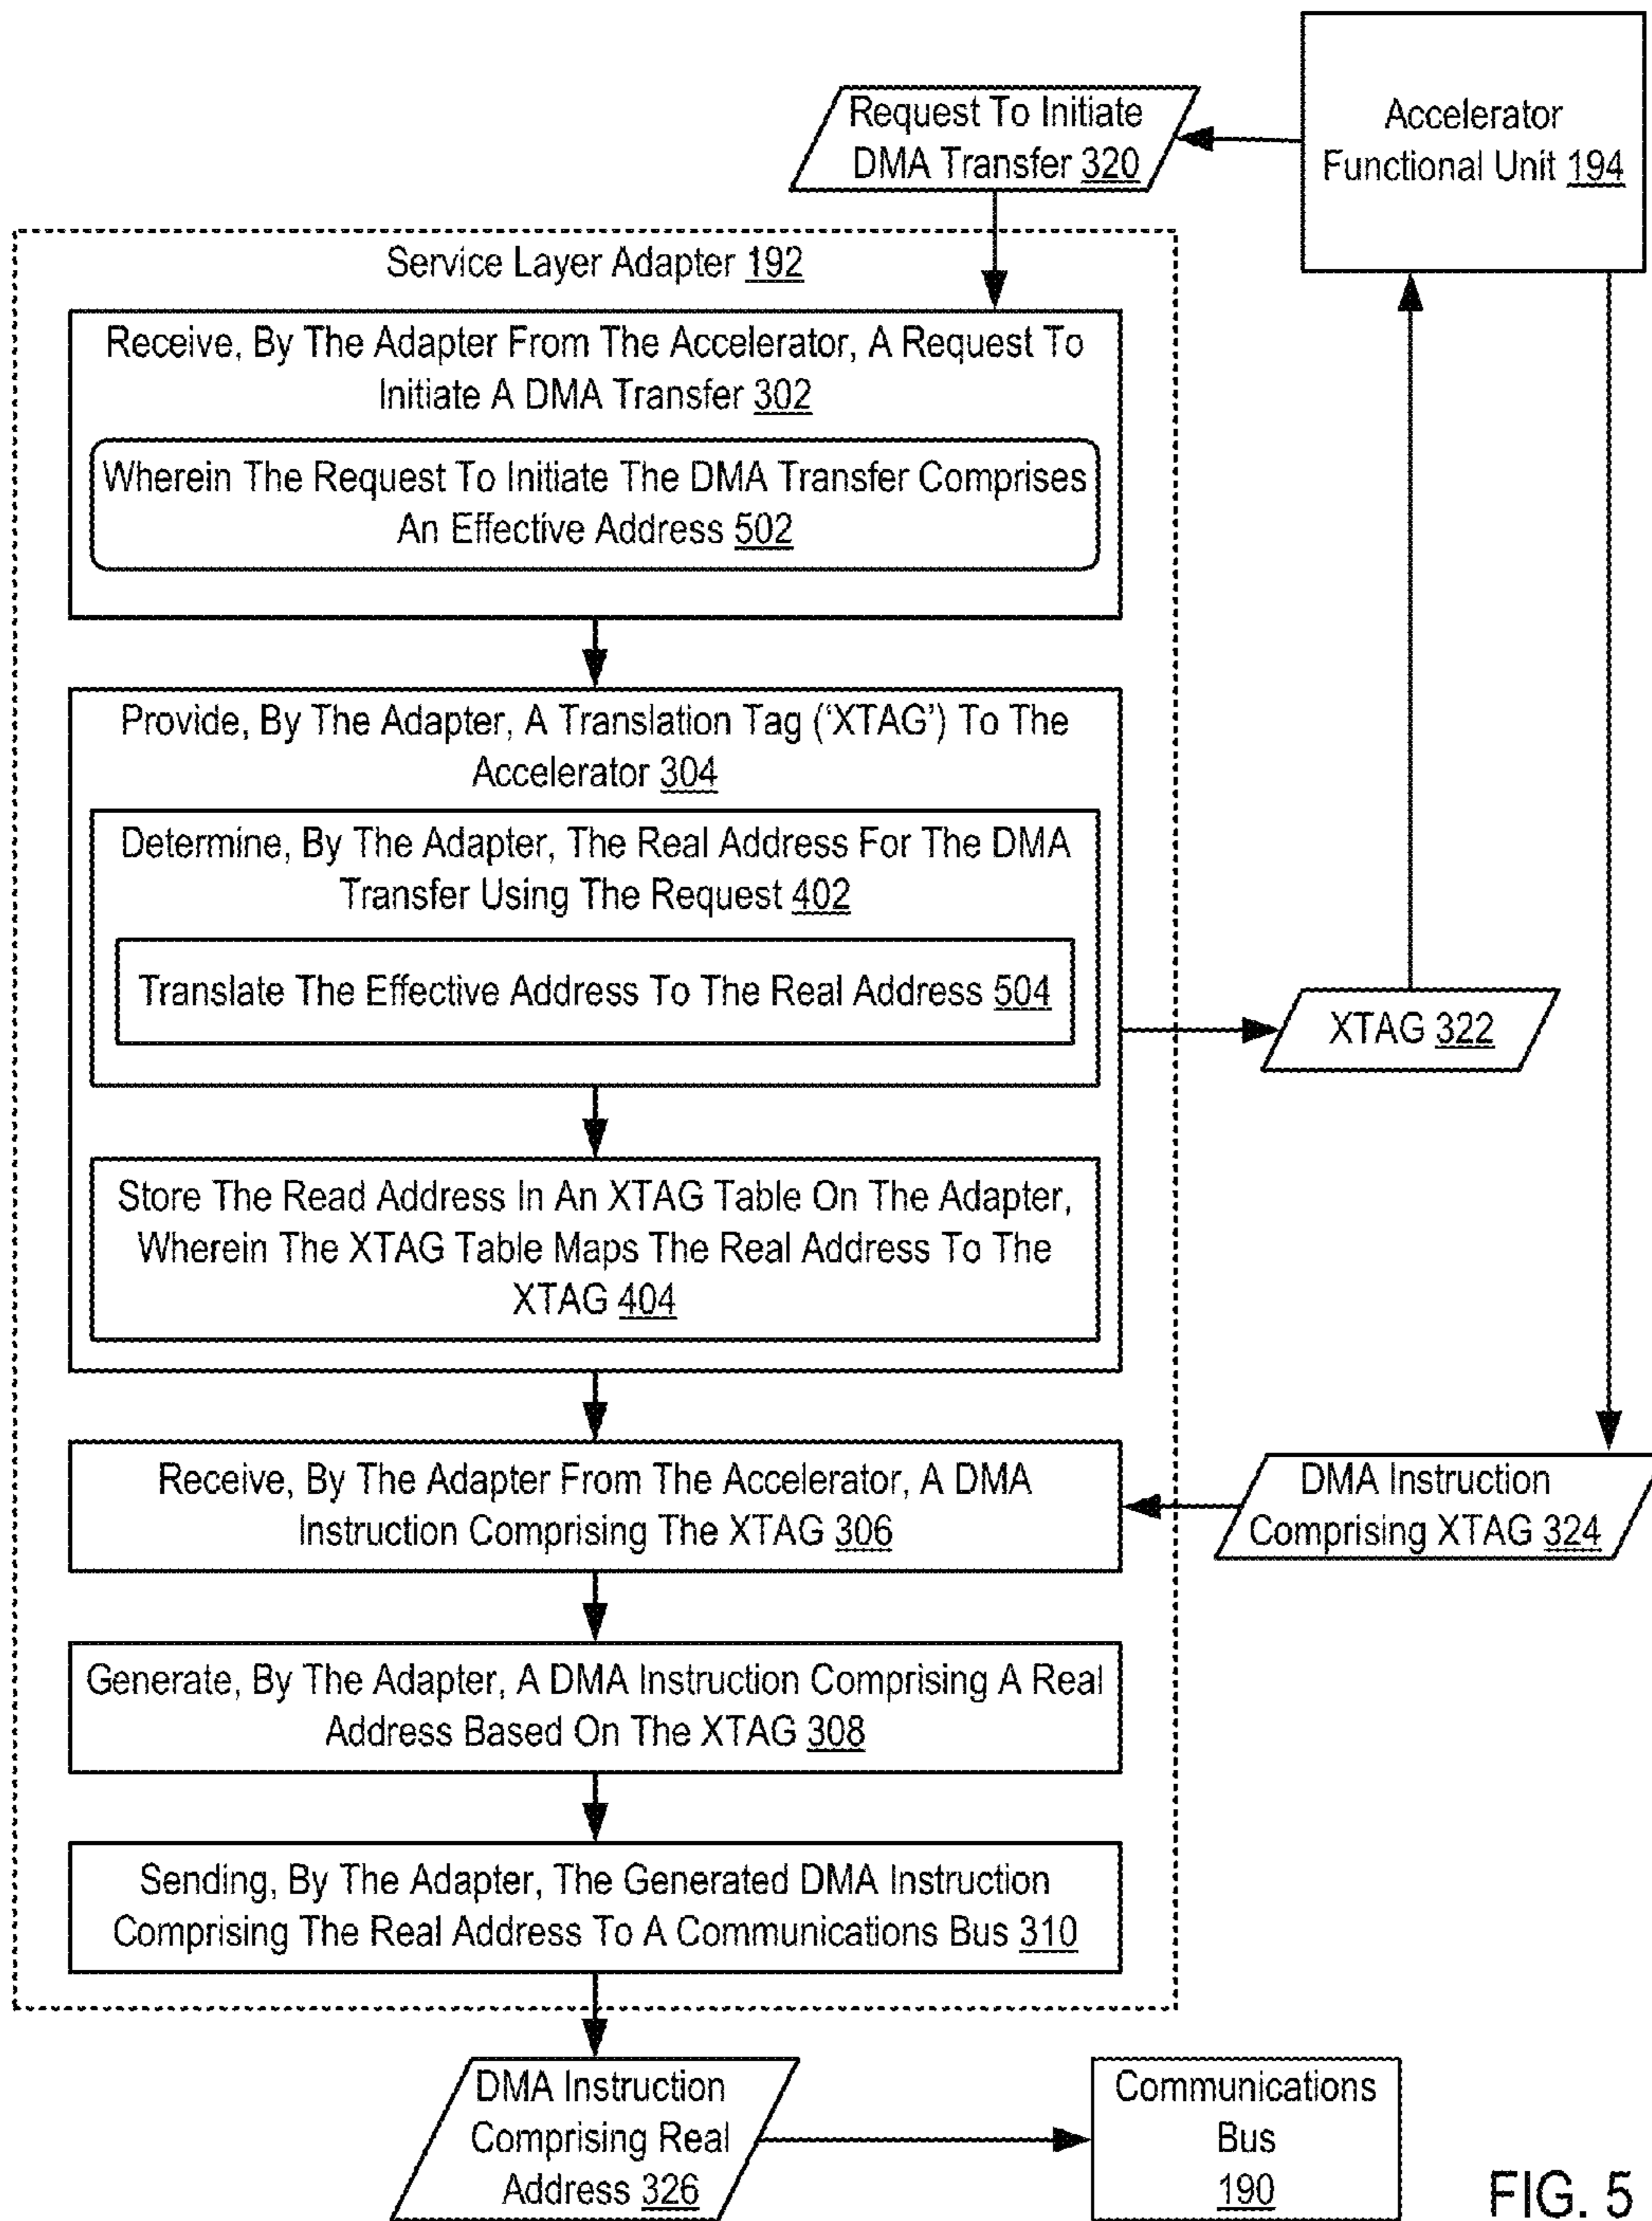 Request To Initiate
DMA Transfer 320
Accelerator
Functional Unit 194
Service Layer Adapter 192
Receive, By The Adapter From The Accelerator, A Request To
Initiate A DMA Transfer 302
Wherein The Request To Initiate The DMA Transfer Comprises
An Effective Address 502
Provide, By The Adapter, A Translation Tag (‘XTAG’) To The
Accelerator 304
Determine, By The Adapter, The Real Address For The DMA
Transfer Using The Request 402
Translate The Effective Address To The Real Address 504
XTAG 322
Store The Read Address In An XTAG Table On The Adapter,
Wherein The XTAG Table Maps The Real Address To The
XTAG 404
Receive, By The Adapter From The Accelerator, A DMA
Instruction Comprising The XTAG 306
DMA Instruction
Comprising XTAG 324
Generate, By The Adapter, A DMA Instruction Comprising A Real
Address Based On The XTAG 308
Sending, By The Adapter, The Generated DMA Instruction
Comprising The Real Address To A Communications Bus 310
DMA Instruction
Comprising Real
Address 326
Communications
Bus
190
FIG. 5